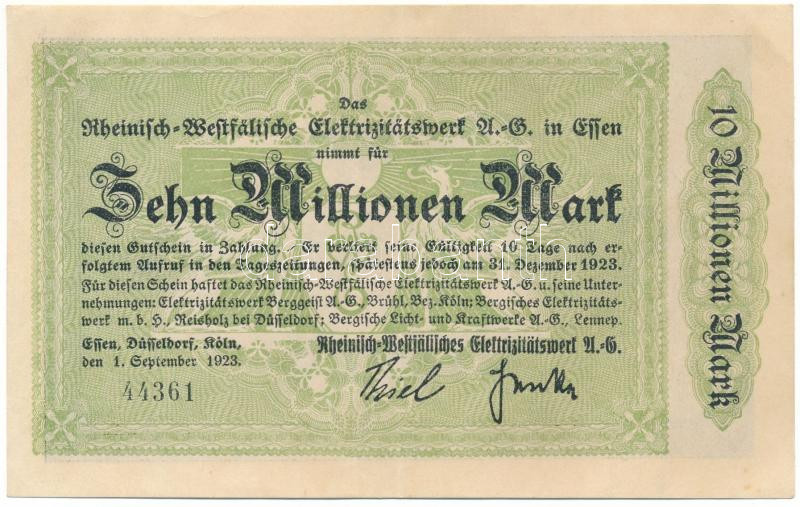 Das
Rheinisch-Westfälische Elektrizitätswerk A.-G. in Essen
nimmt für
Zehn Millionen Mark
diesen Gutschein in Zahlung. Er verliert seine Gültigkeit 10 Tage nach er-
folgtem Aufruf in den Tageszeitungen, spätestens jedoch am 31. Dezember 1923.
Für diesen Schein haftet das Rheinisch-Westfälische Elektrizitätswerk A.G. u. seine Unter-
nehmungen: Elektrizitätswerk Berggeist A.-G., Brühl, Bez. Köln; Bergisches Elektrizitäts-
werk m. b. H., Reisholz bei Düsseldorf; Bergische Licht- und Kraftwerke A.-G., Lennep.
Essen, Düsseldorf, Köln,
den 1. September 1923.
Rheinisch-Westfälisches Elektrizitätswerk A.-G.
44361
Thiel
10 Millionen Mark
darabanth